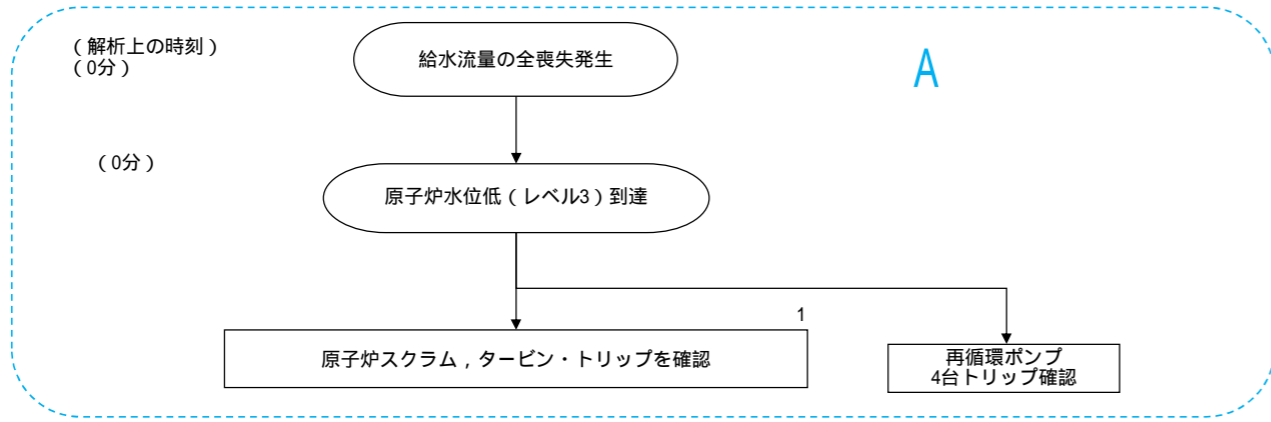 （解析上の時刻）
（0分）
給水流量の全喪失発生
A
（0分）
原子炉水位低（レベル3）到達
1
原子炉スクラム，タービン・トリップを確認
再循環ポンプ
4台トリップ確認